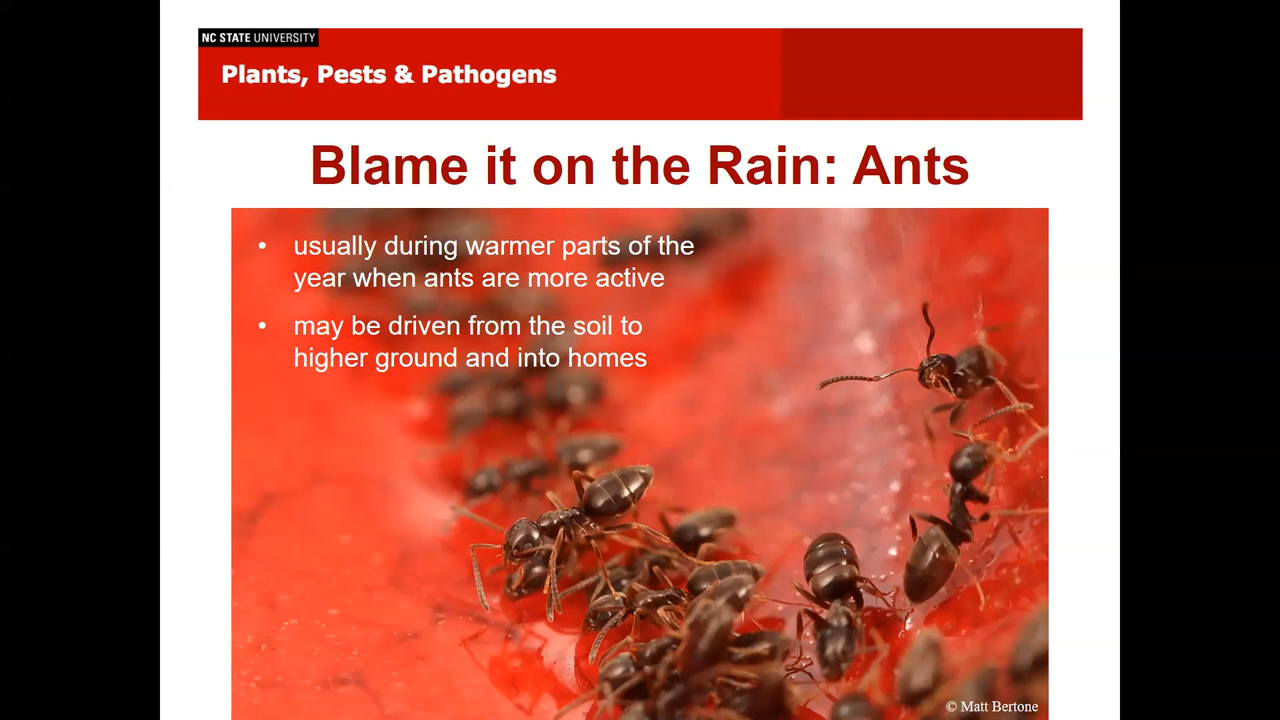 NC STATE UNIVERSITY
Plants, Pests & Pathogens
Blame it on the Rain: Ants
• usually during warmer parts of the
year when ants are more active
• may be driven from the soil to
higher ground and into homes
© Matt Bertone